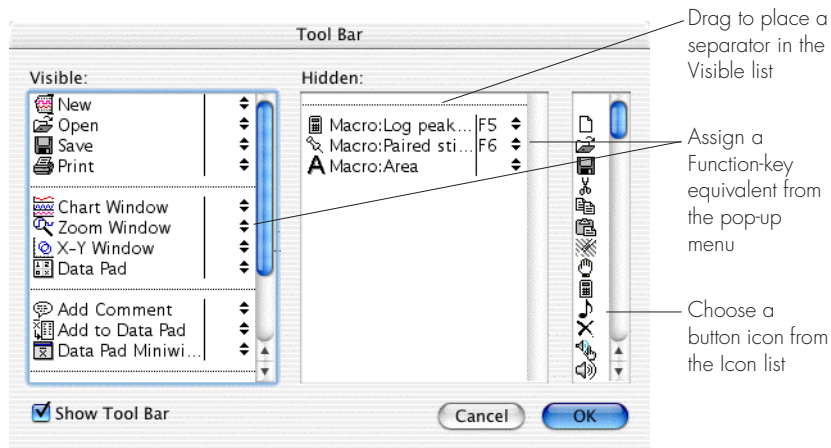 Tool Bar
Visible:
New
Open
Save
Print
Chart Window
Zoom Window
X-Y Window
Data Pad
Add Comment
Add to Data Pad
Data Pad Miniwi...
Hidden:
Macro:Log peak... F5
Macro:Paired sti... F6
Macro:Area
Show Tool Bar
Cancel
OK
Drag to place a
separator in the
Visible list
Assign a
Function-key
equivalent from
the pop-up
menu
Choose a
button icon from
the Icon list